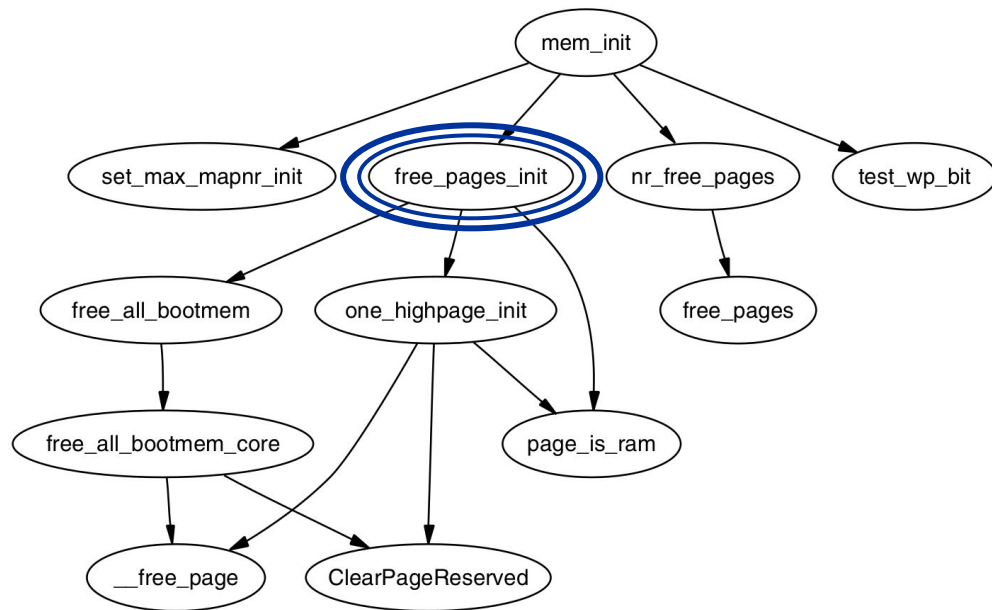 mem_init
set_max_mapnr_init
free_pages_init
nr_free_pages
test_wp_bit
free_all_bootmem
one_highpage_init
free_pages
free_all_bootmem_core
page_is_ram
__free_page
ClearPageReserved